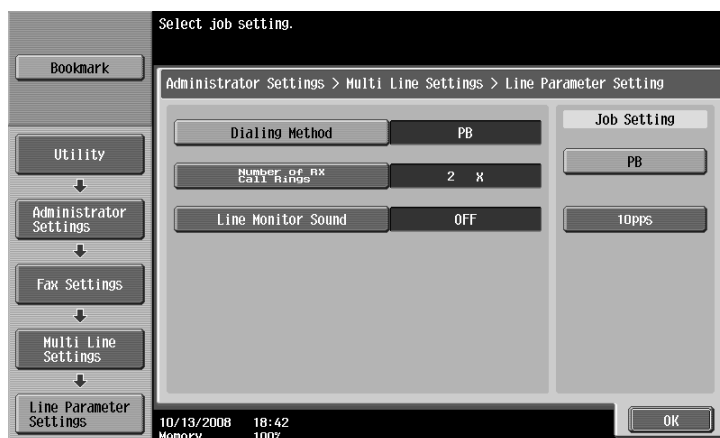 Select job setting.
Bookmark
Administrator Settings > Multi Line Settings > Line Parameter Setting
Utility
Administrator
Settings
Fax Settings
Multi Line
Settings
Line Parameter
Settings
Dialing Method
PB
Number of RX
Call Rings
2 X
Line Monitor Sound
OFF
Job Setting
PB
10pps
10/13/2008 18:42
Memory 100%
OK